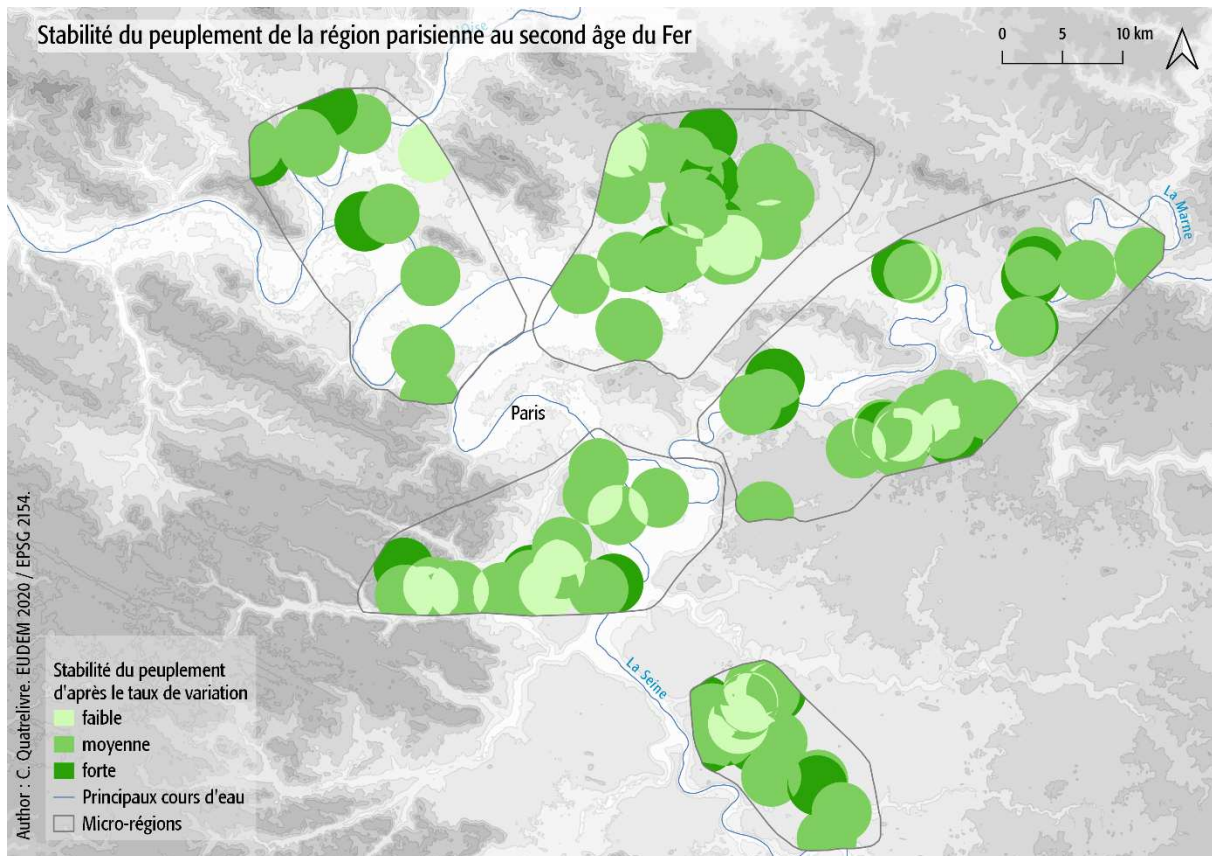 Stabilité du peuplement de la région parisienne au second âge du Fer
0 5 10 km
L'Oise
La Marne
Paris
La Seine
Stabilité du peuplement
d'après le taux de variation
faible
moyenne
forte
Principaux cours d'eau
Micro-régions
Author : C. Quatrelivre. EUDEM 2020 / EPSG 2154.